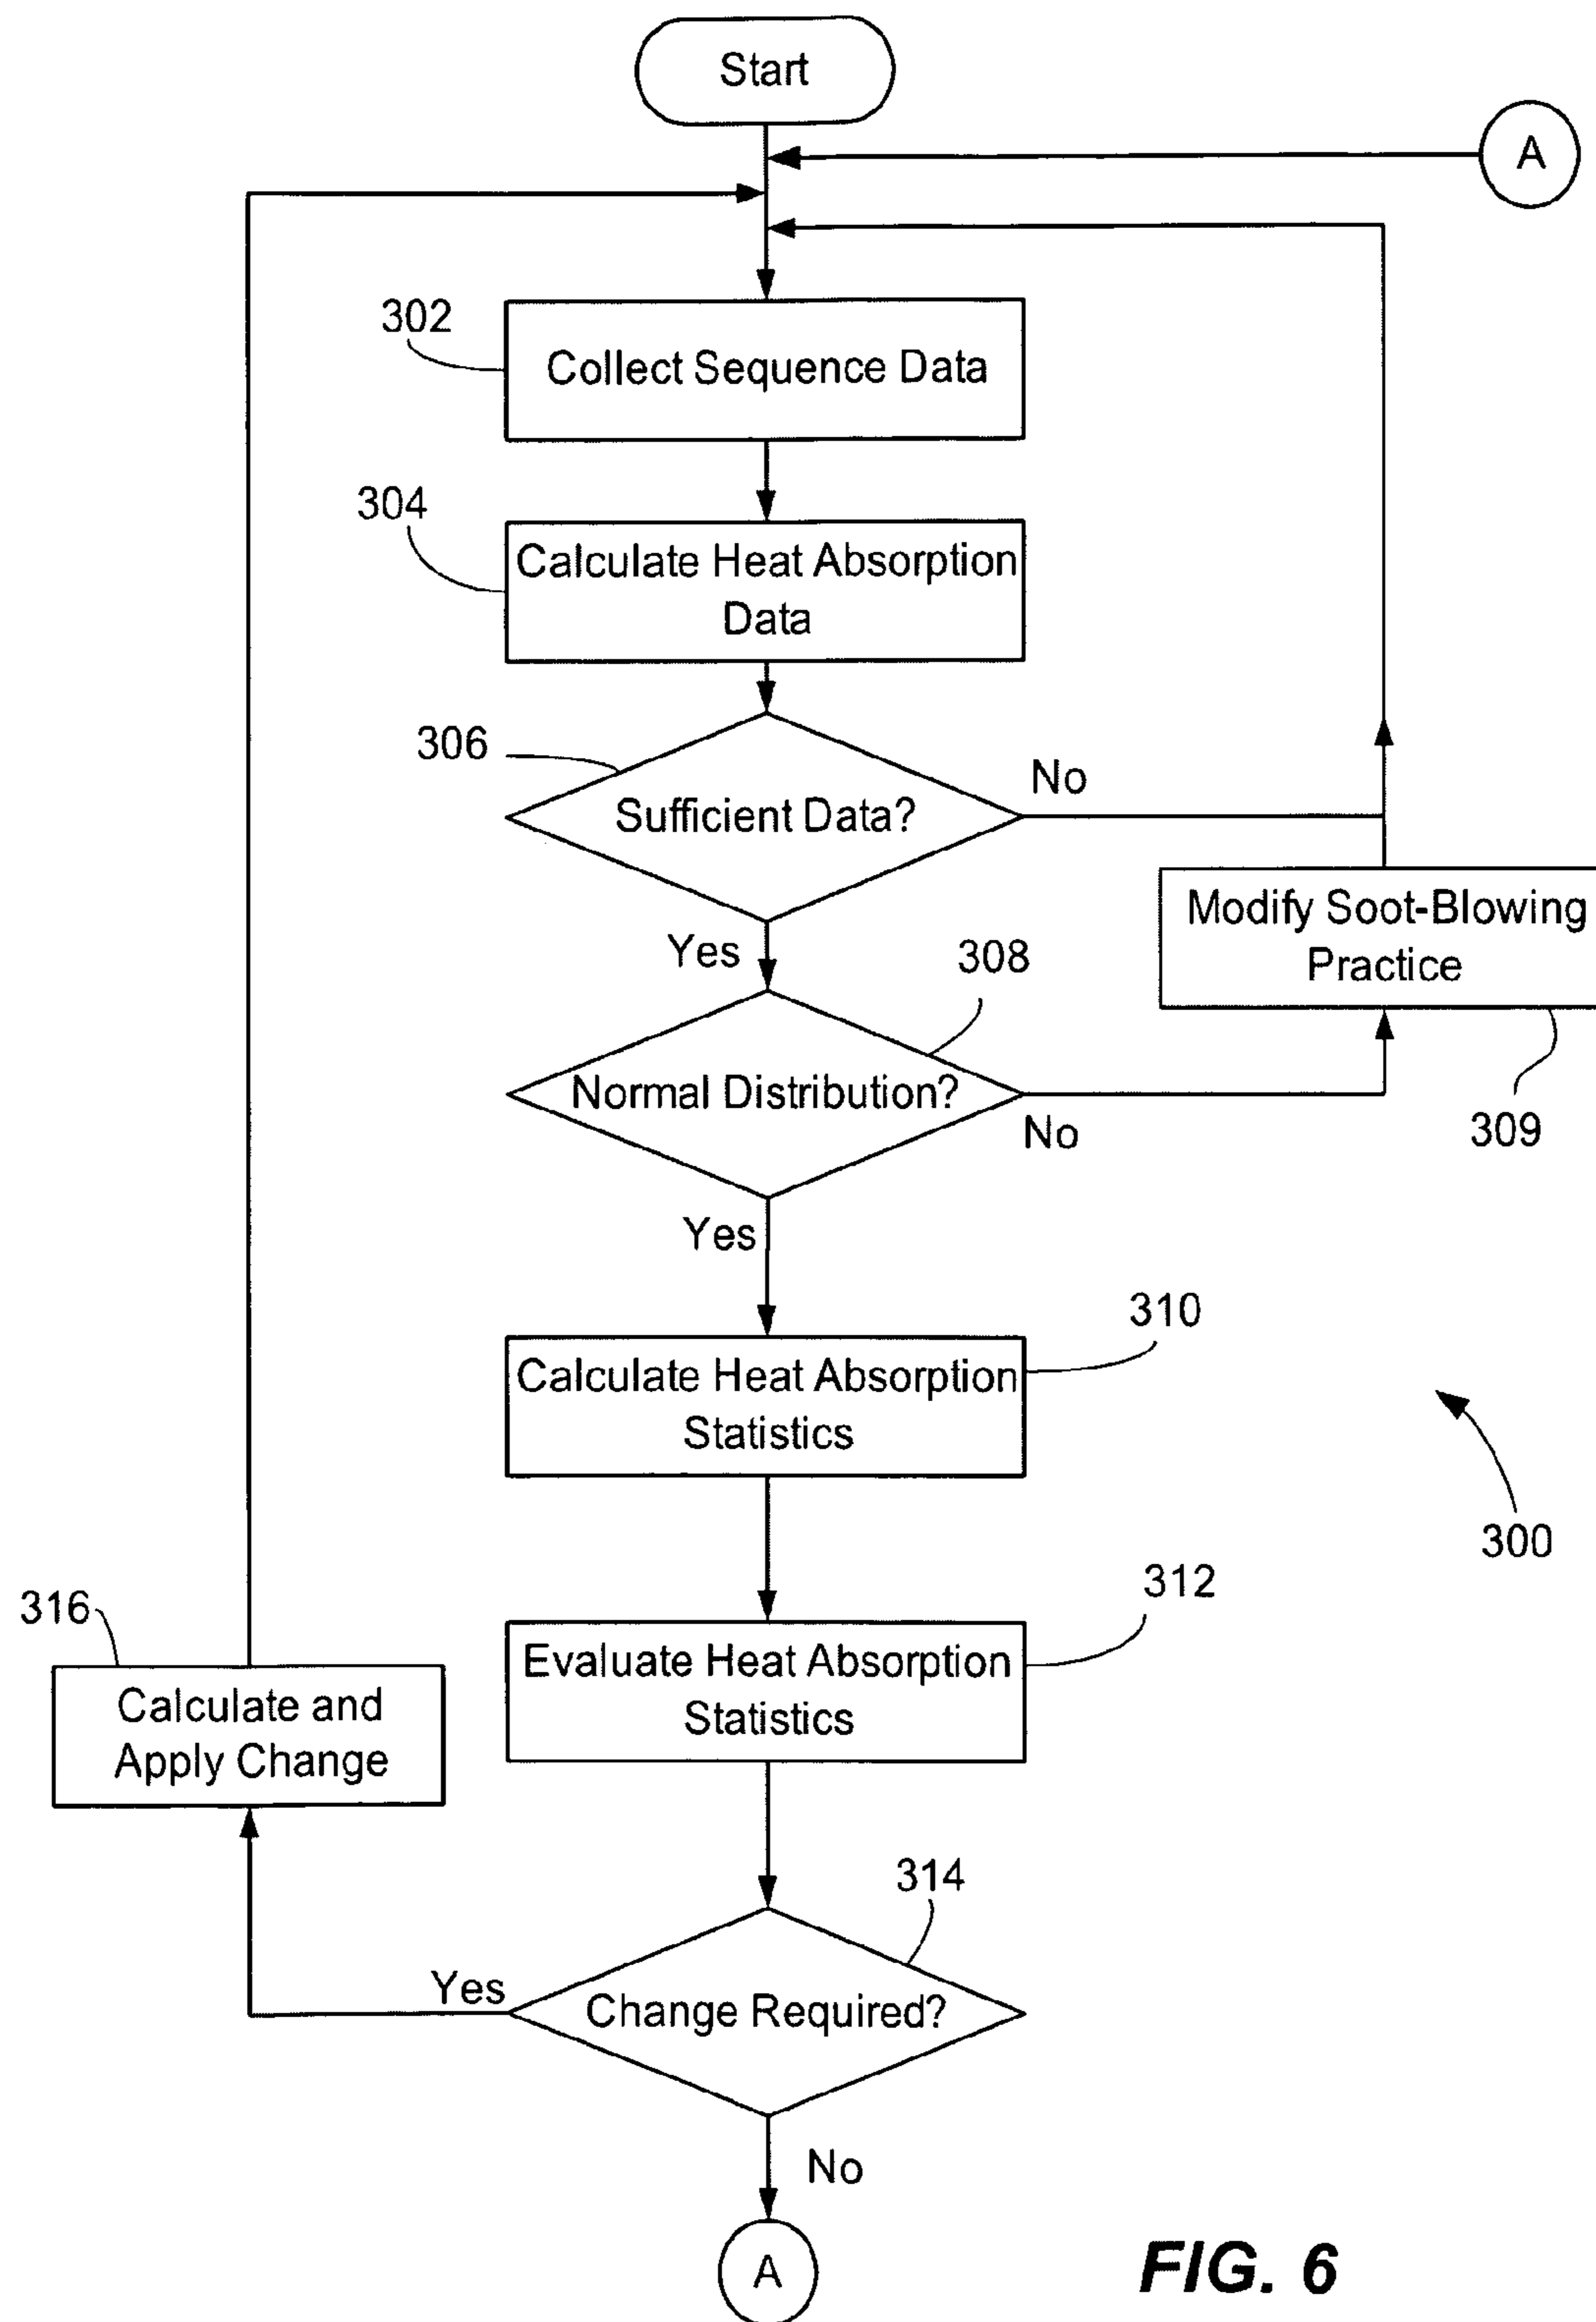 Start
A
302
Collect Sequence Data
304
Calculate Heat Absorption
Data
306
Sufficient Data?
No
Modify Soot-Blowing
Practice
Yes
308
Normal Distribution?
No
309
Yes
310
Calculate Heat Absorption
Statistics
300
312
316
Evaluate Heat Absorption
Statistics
Calculate and
Apply Change
314
Yes
Change Required?
No
A
FIG. 6